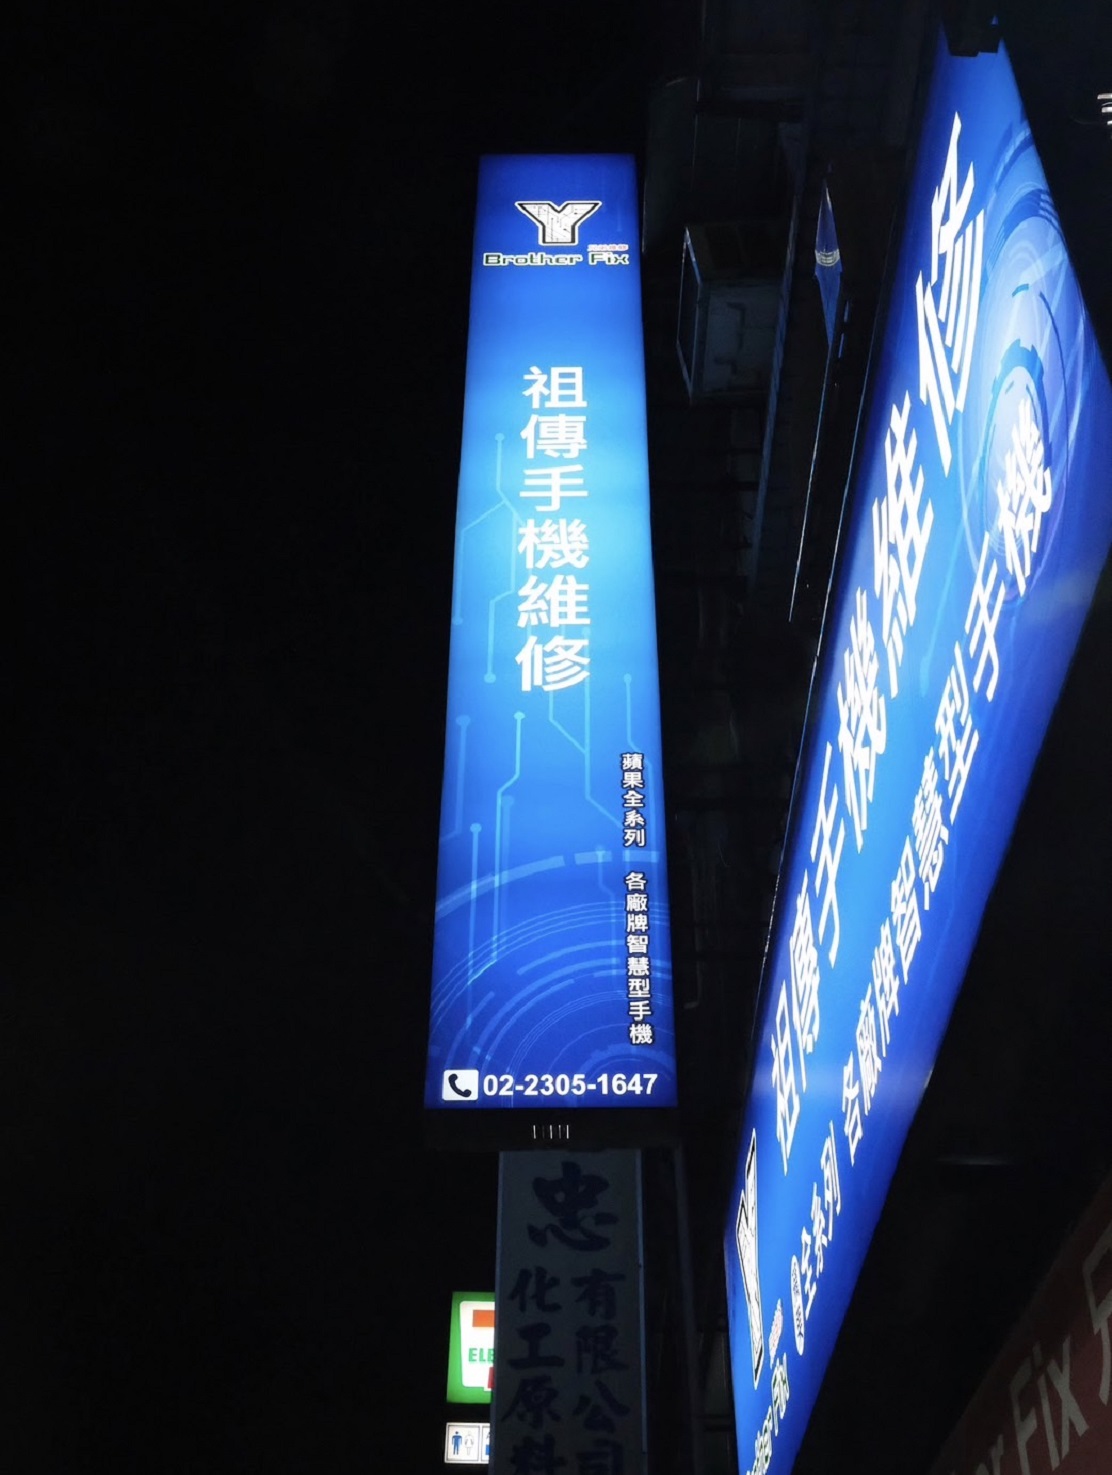 Y
Brother Fix
祖傳手機維修
蘋果全系列 各廠牌智慧型手機
02-2305-1647
祖傳手機維修
全系列 各廠牌智慧型手機
忠
有限公司
化工原料
ELE
Fix